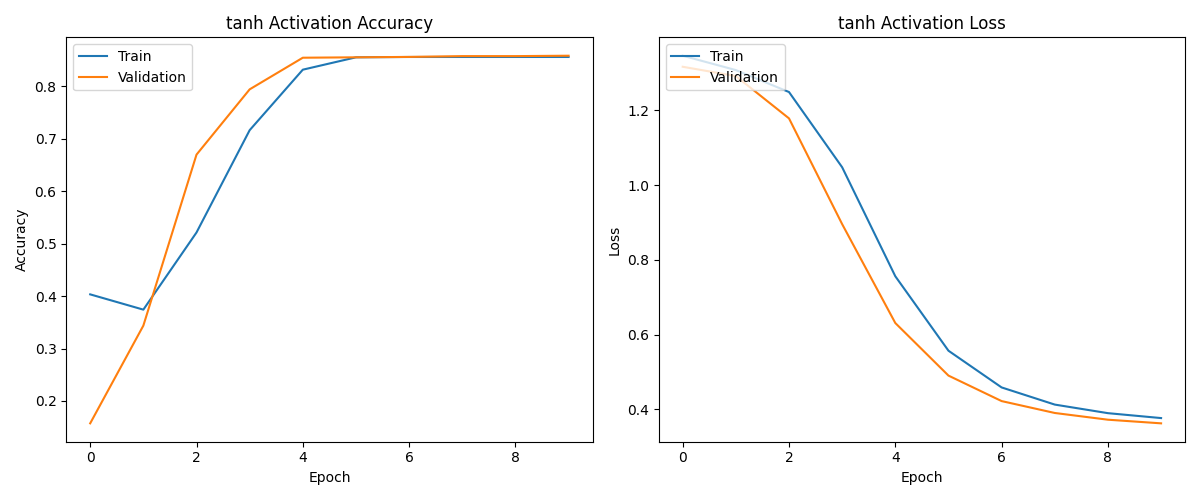 tanh Activation Accuracy
Train
Validation
0.8
0.7
0.6
0.5
0.4
0.3
0.2
Accuracy
0 2 4 6 8
Epoch
tanh Activation Loss
Train
Validation
1.2
1.0
0.8
0.6
0.4
Loss
0 2 4 6 8
Epoch